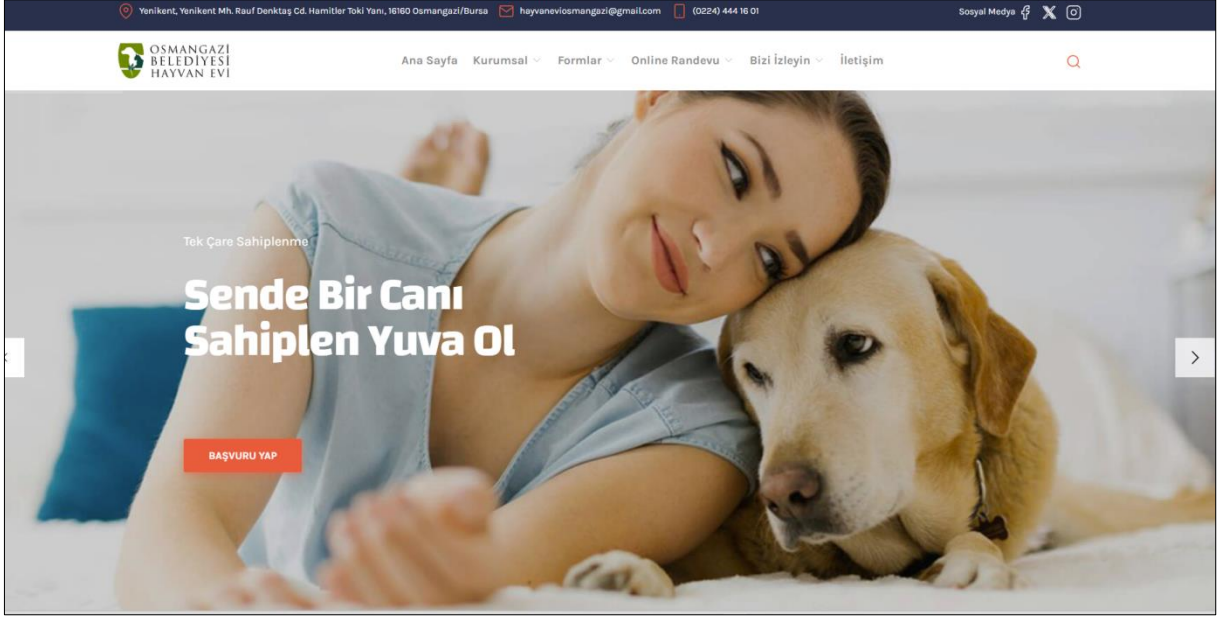 Yenikent, Yenikent Mh. Rauf Denktaş Cd. Hamitler Toki Yanı, 16160 Osmangazi/Bursa hayvaneviosmangazi@gmail.com (0224) 444 16 01 Sosyal Medya
OSMANGAZİ
BELEDİYESİ
HAYVAN EVİ
Ana Sayfa Kurumsal Formlar Online Randevu Bizi İzleyin İletişim
Tek Çare Sahiplenme
Sende Bir Canı
Sahiplen Yuva Ol
BAŞVURU YAP